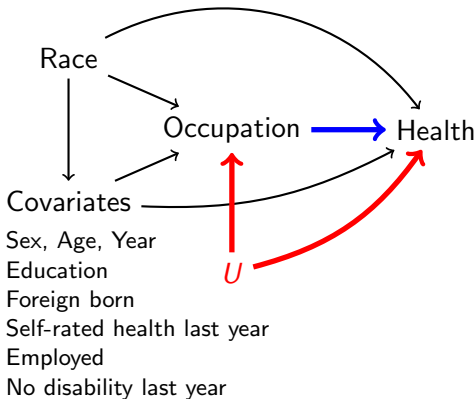 Race
Occupation
Health
Covariates
Sex, Age, Year
Education
U
Foreign born
Self-rated health last year
Employed
No disability last year